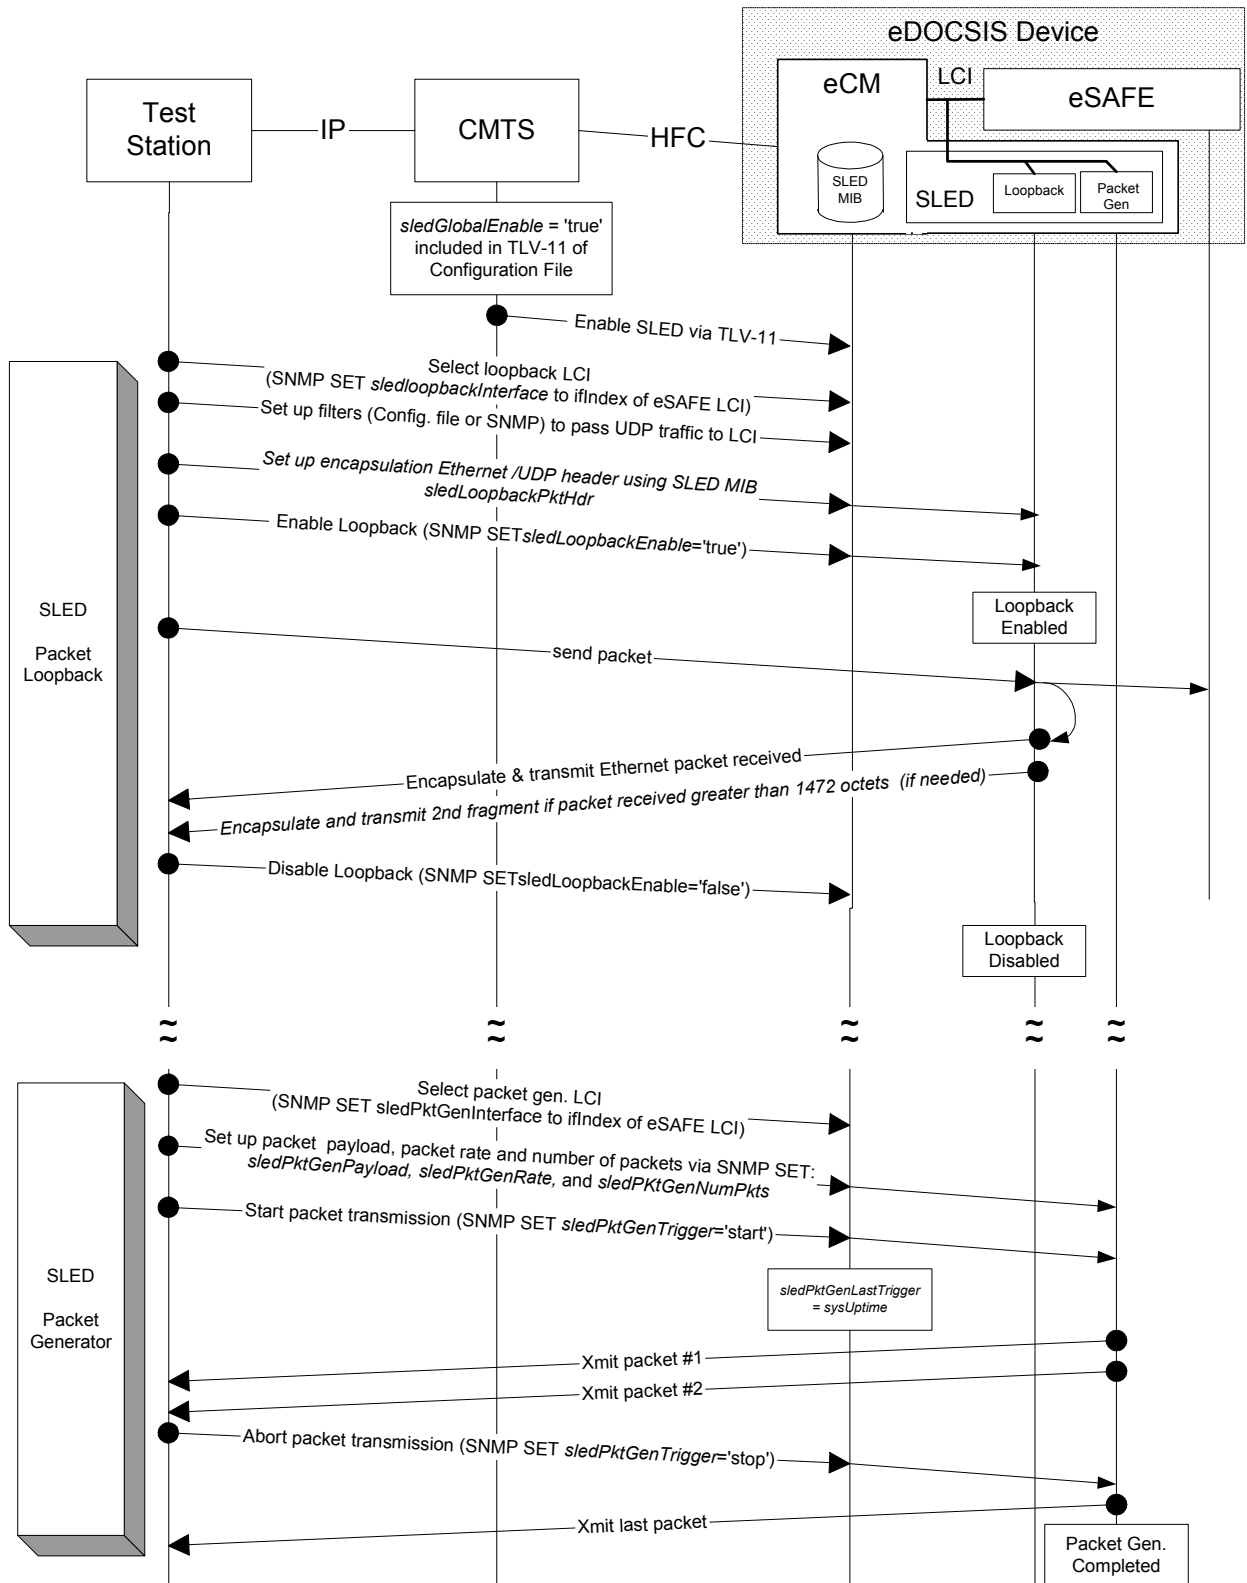 eDOCSIS Device
eCM
LCI
eSAFE
Test
Station
IP
CMTS
HFC
SLED
MIB
SLED
Loopback
Packet
Gen
sledGlobalEnable = 'true'
included in TLV-11 of
Configuration File
Enable SLED via TLV-11
Select loopback LCI
(SNMP SET sledloopbackInterface to ifIndex of eSAFE LCI)
Set up filters (Config. file or SNMP) to pass UDP traffic to LCI
Set up encapsulation Ethernet /UDP header using SLED MIB
sledLoopbackPktHdr
Enable Loopback (SNMP SETsledLoopbackEnable='true')
SLED
Packet
Loopback
Loopback
Enabled
send packet
Encapsulate & transmit Ethernet packet received
Encapsulate and transmit 2nd fragment if packet received greater than 1472 octets (if needed)
Disable Loopback (SNMP SETsledLoopbackEnable='false')
Loopback
Disabled
≈ ≈ ≈ ≈ ≈
Select packet gen. LCI
(SNMP SET sledPktGenInterface to ifIndex of eSAFE LCI)
Set up packet payload, packet rate and number of packets via SNMP SET:
sledPktGenPayload, sledPktGenRate, and sledPKtGenNumPkts
Start packet transmission (SNMP SET sledPktGenTrigger='start')
SLED
Packet
Generator
sledPktGenLastTrigger
= sysUptime
Xmit packet #1
Xmit packet #2
Abort packet transmission (SNMP SET sledPktGenTrigger='stop')
Xmit last packet
Packet Gen.
Completed